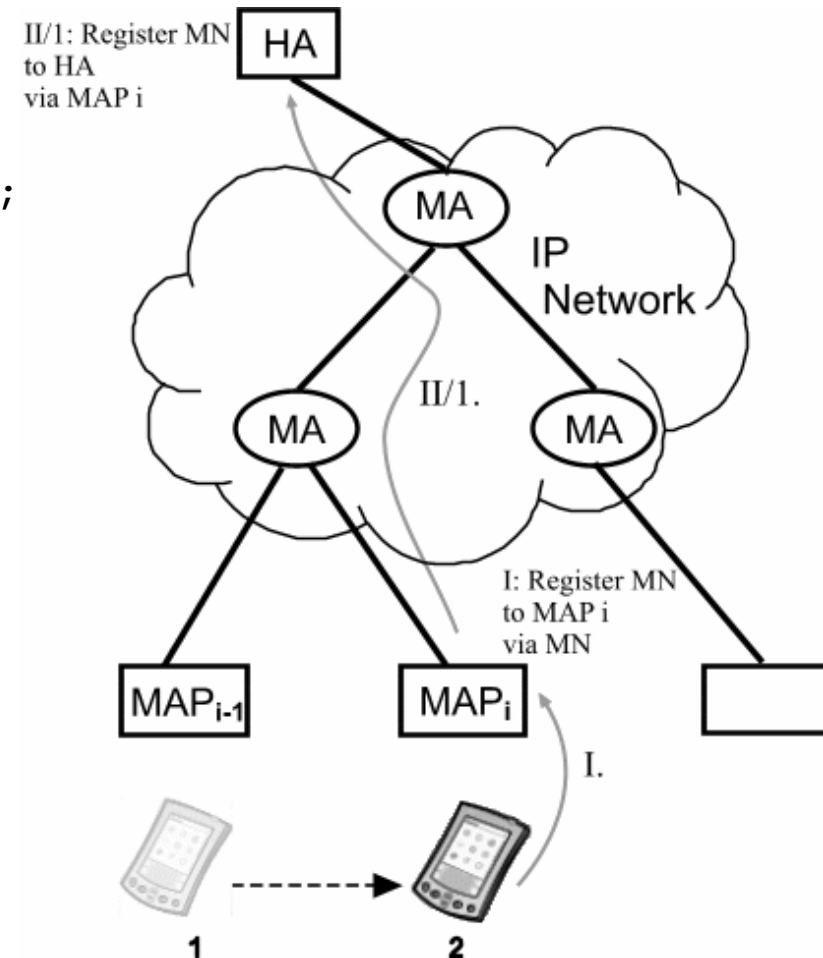 II/1: Register MN
to HA
via MAP i
HA
;
MA
IP
Network
II/1.
MA
MA
I: Register MN
to MAP i
via MN
MAPi-1
MAPi
I.
1
2